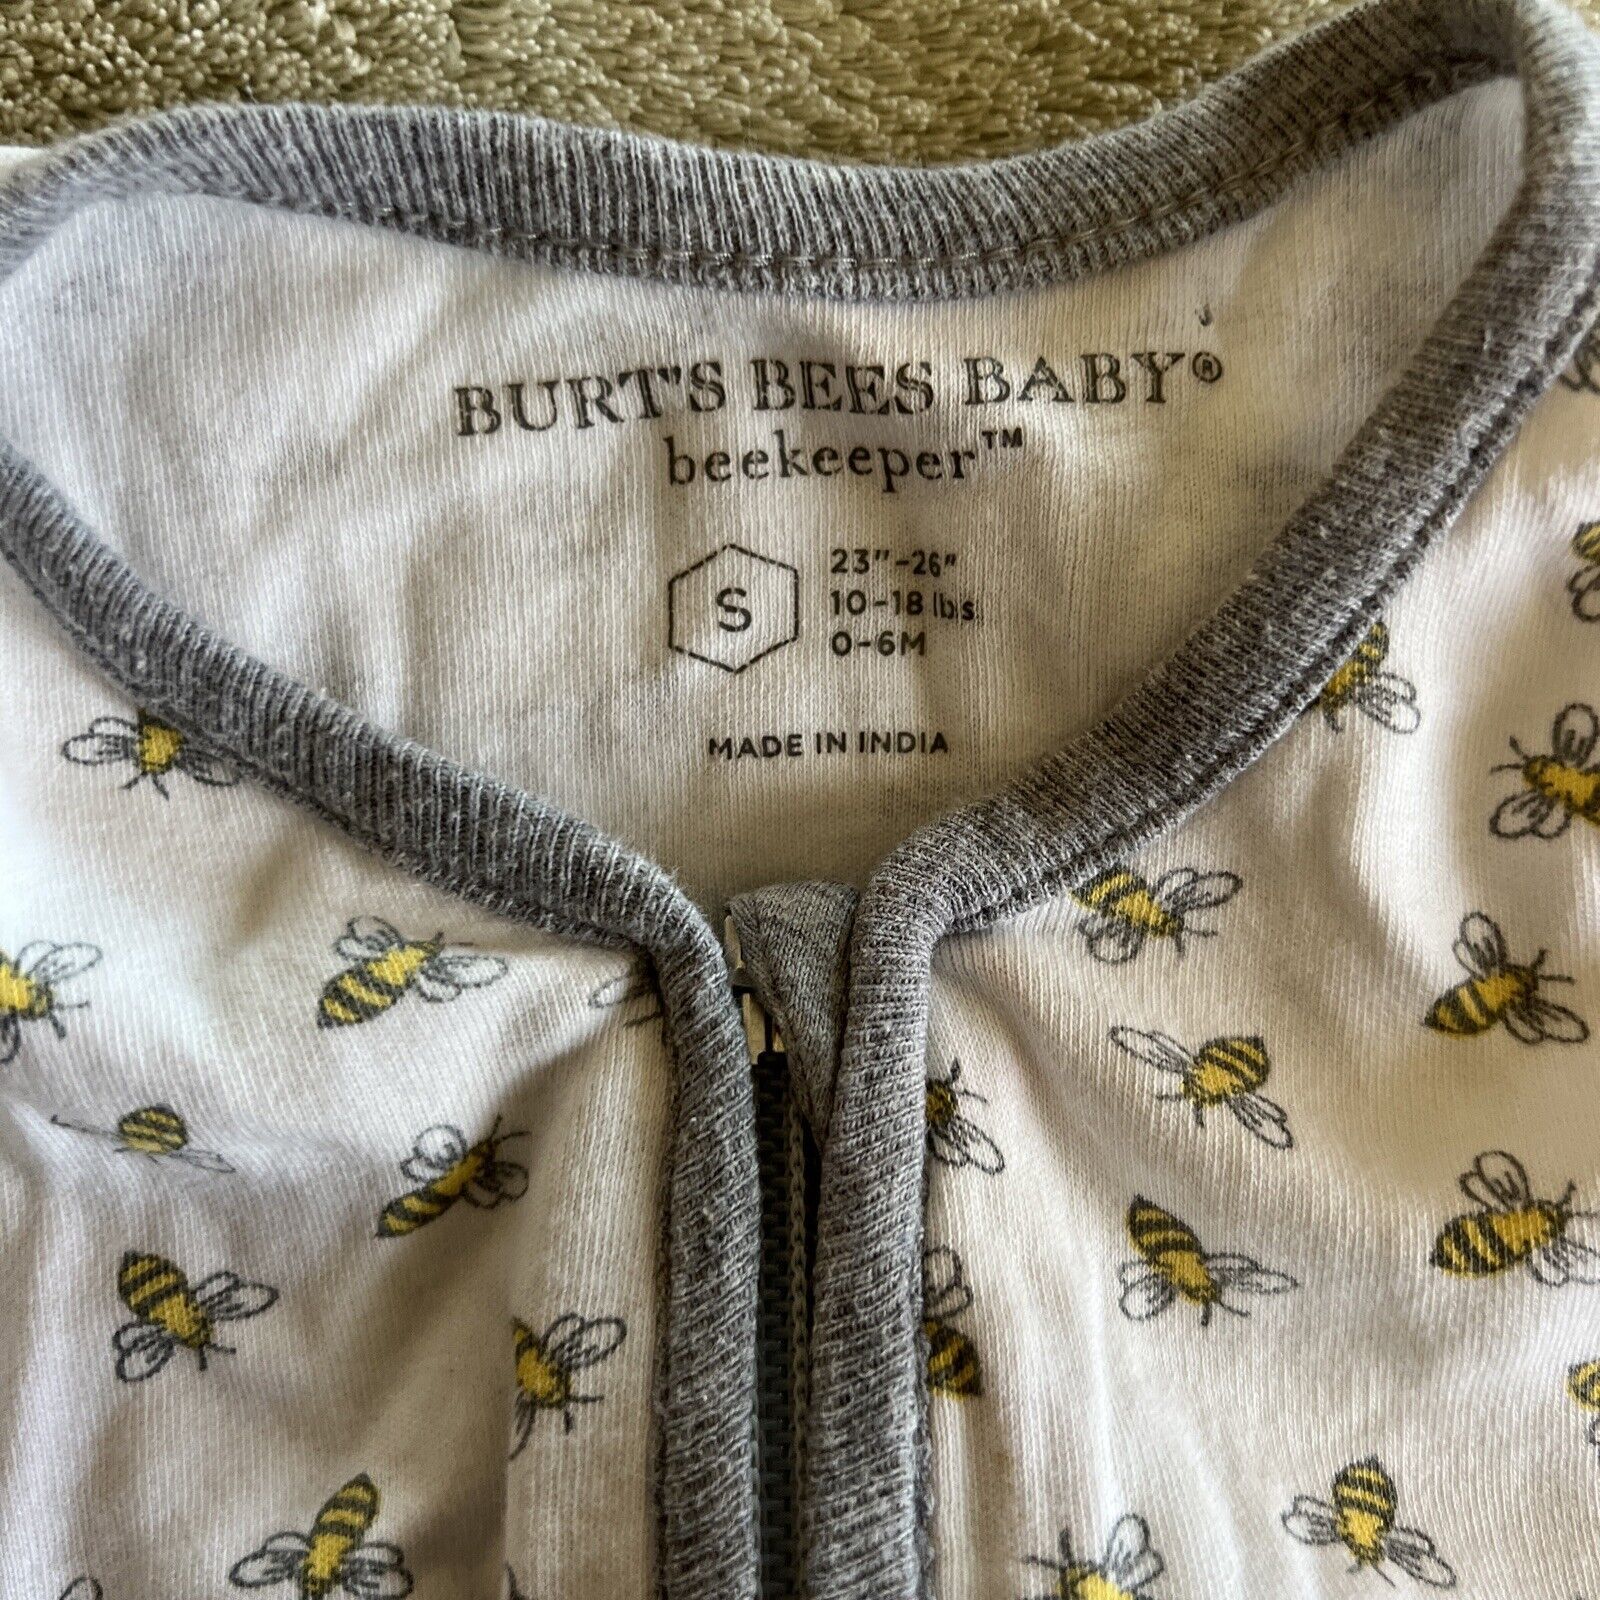 BURT'S BEES BABY®
beekeeper™
S
23"-26"
10-18 lbs
0-6M
MADE IN INDIA